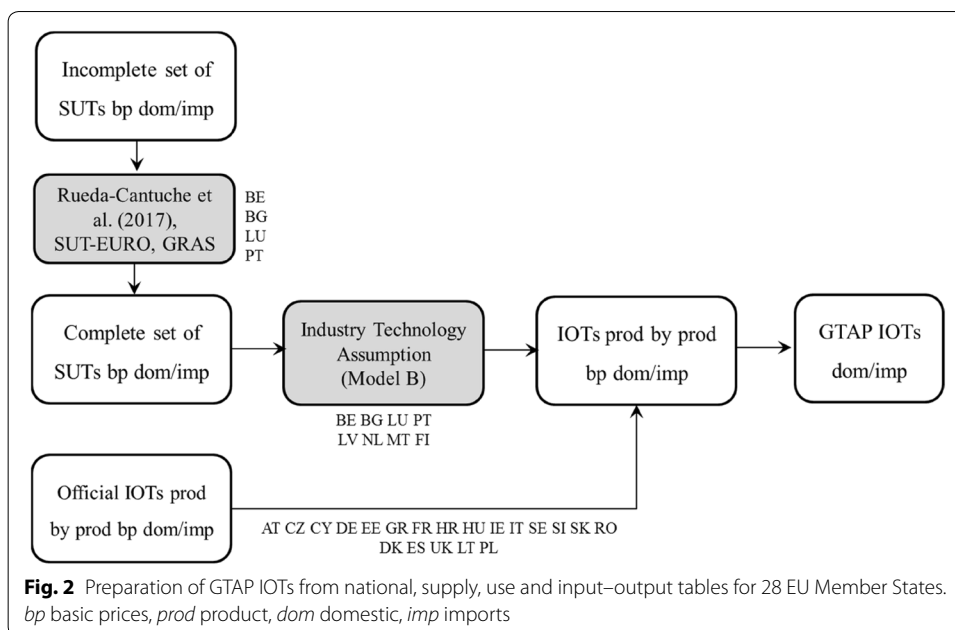 Incomplete set of
SUTs bp dom/imp
Rueda-Cantuche
et al. (2017),
SUT-EURO, GRAS
BE
BG
LU
PT
Complete set of
SUTs bp dom/imp
Industry Technology
Assumption
(Model B)
BE BG LU PT
LV NL MT FI
IOTs prod by prod
bp dom/imp
GTAP IOTs
dom/imp
Official IOTs prod
by prod bp dom/imp
AT CZ CY DE EE GR FR HR HU IE IT SE SI SK RO
DK ES UK LT PL
Fig. 2 Preparation of GTAP IOTs from national, supply, use and input–output tables for 28 EU Member States.
bp basic prices, prod product, dom domestic, imp imports